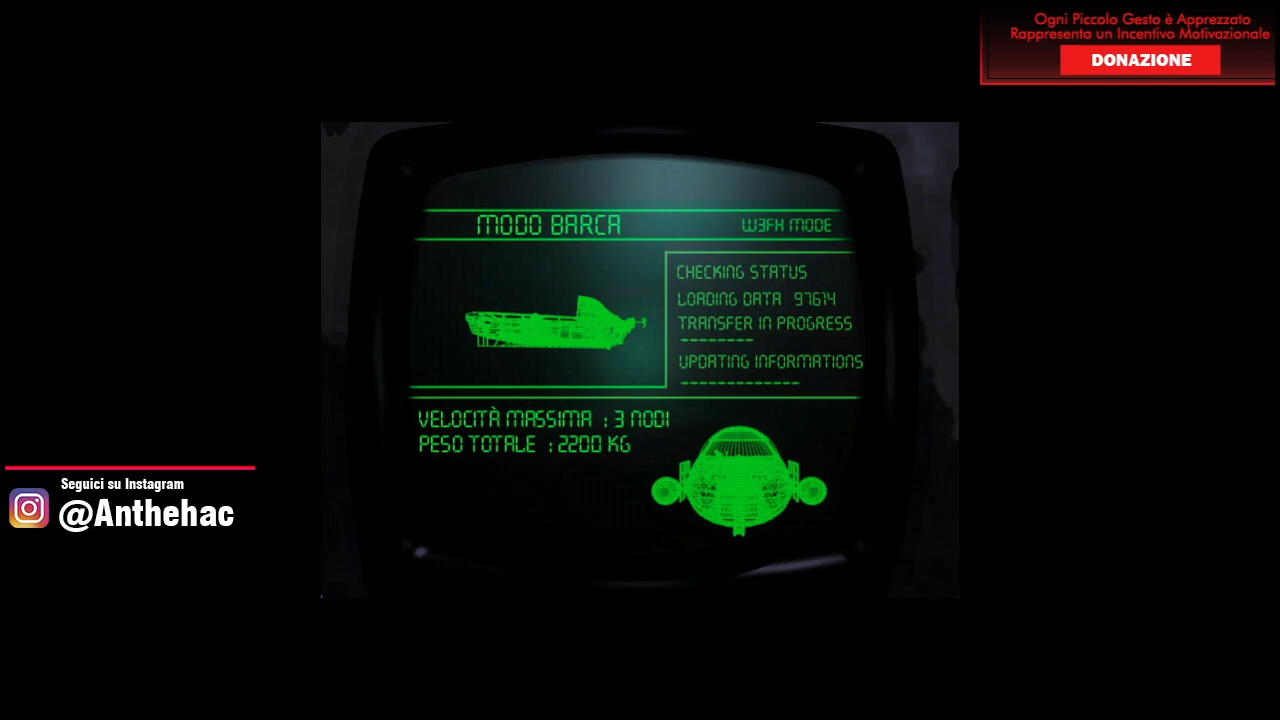 Ogni Piccolo Gesto è Apprezzato
Rappresenta un Incentivo Motivazionale
DONAZIONE
MODO BARCA
W3FX MODE
CHECKING STATUS
LOADING DATA 97614
TRANSFER IN PROGRESS
UPDATING INFORMATIONS
VELOCITÀ MASSIMA : 3 NODI
PESO TOTALE : 2200 KG
Seguici su Instagram
@Anthehac